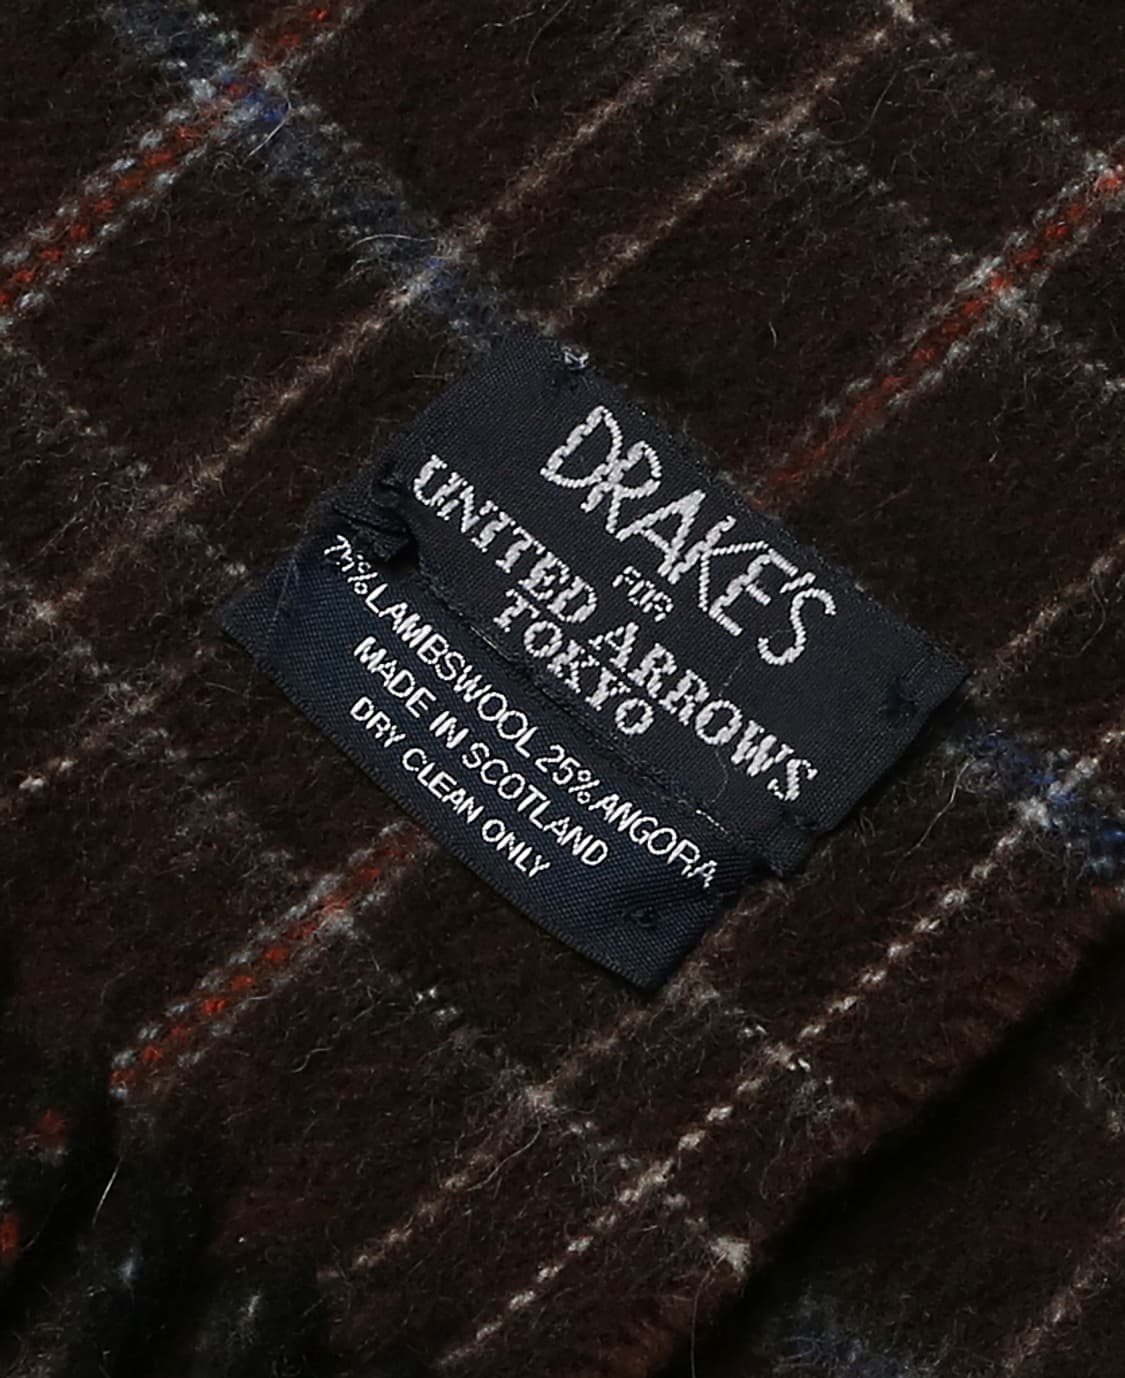 DRAKE'S
FOR
UNITED ARROWS
TOKYO
75% LAMBSWOOL 25% ANGORA
MADE IN SCOTLAND
DRY CLEAN ONLY